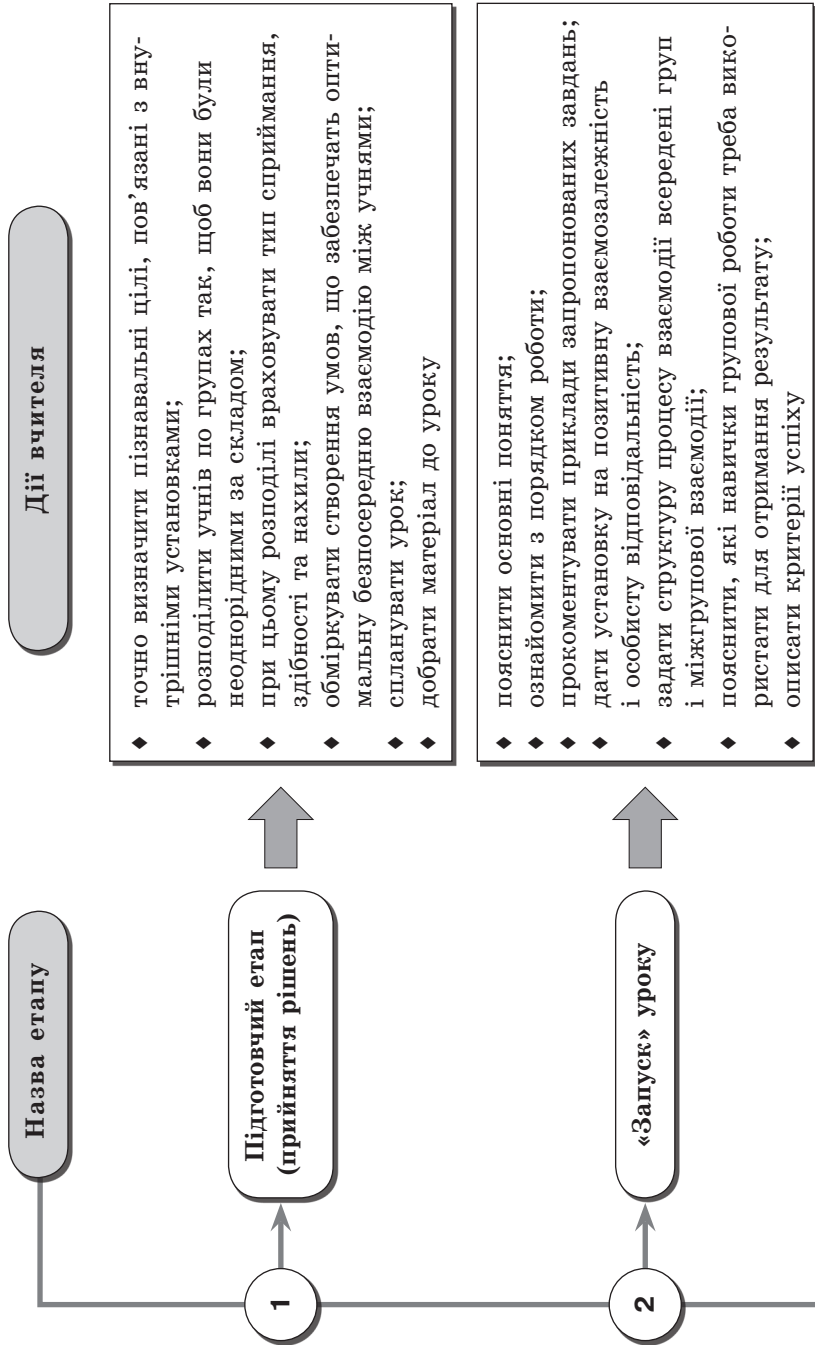 Назва етапу
Дії вчителя
1
Підготовчий етап
(прийняття рішень)
♦ точно визначити пізнавальні цілі, пов’язані з вну-
трішніми установками;
♦ розподілити учнів по групах так, щоб вони були
неоднорідними за складом;
♦ при цьому розподілі враховувати тип сприймання,
здібності та нахили;
♦ обміркувати створення умов, що забезпечать опти-
мальну безпосередню взаємодію між учнями;
♦ спланувати урок;
♦ добрати матеріал до уроку
2
«Запуск» уроку
♦ пояснити основні поняття;
♦ ознайомити з порядком роботи;
♦ прокоментувати приклади запропонованих завдань;
♦ дати установку на позитивну взаємозалежність
і особисту відповідальність;
♦ задати структуру процесу взаємодії всередені груп
і міжгрупової взаємодії;
♦ пояснити, які навички групової роботи треба вико-
ристати для отримання результату;
♦ описати критерії успіху